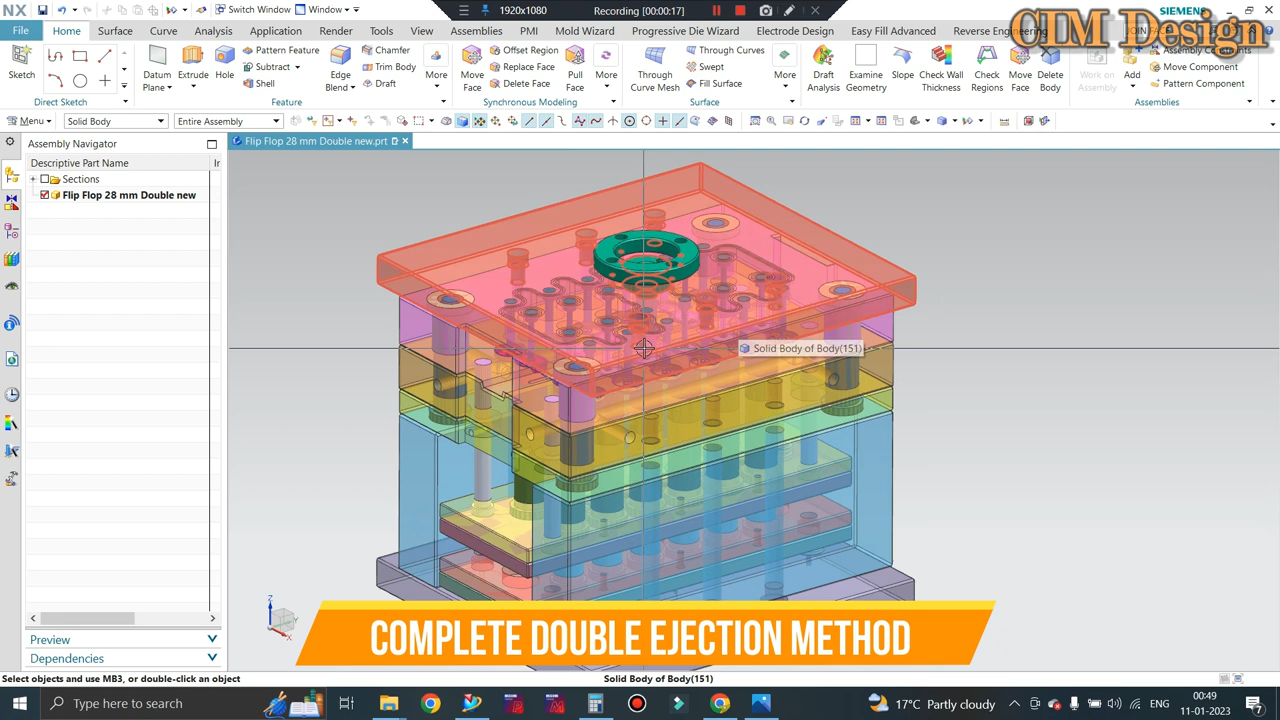 NX
Switch Window
Window
1920x1080
Recording [00:00:17]
SIEMENS
CIM Design
File
Home
Surface
Curve
Analysis
Application
Render
Tools
View
Assemblies
PMI
Mold Wizard
Progressive Die Wizard
Electrode Design
Easy Fill Advanced
Reverse Engineering
Sketch
Direct Sketch
Datum Plane
Extrude
Hole
Pattern Feature
Subtract
Shell
Edge Blend
Chamfer
Trim Body
Draft
More
Feature
Move Face
Offset Region
Replace Face
Delete Face
Pull Face
More
Synchronous Modeling
Through Curve Mesh
Through Curves
Swept
Fill Surface
More
Surface
Draft Analysis
Examine Geometry
Slope
Check Wall Thickness
Check Regions
Move Face
Delete Body
Work on Assembly
Add
Assembly Constraints
Move Component
Pattern Component
Assemblies
Menu
Solid Body
Entire Assembly
Assembly Navigator
Flip Flop 28 mm Double new.prt
Descriptive Part Name
Ir
Sections
Flip Flop 28 mm Double new
Solid Body of Body(151)
Preview
Dependencies
COMPLETE DOUBLE EJECTION METHOD
Select objects and use MB3, or double-click an object
Solid Body of Body(151)
Type here to search
17°C Partly cloudy
ENG
00:49
11-01-2023
7